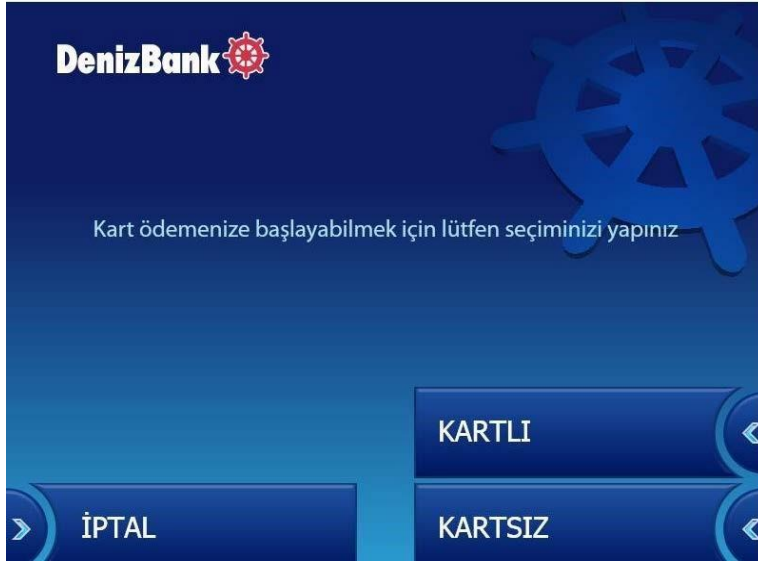 DenizBank
Kart ödemenize başlayabilmek için lütfen seçiminizi yapınız
KARTLI
İPTAL
KARTSIZ